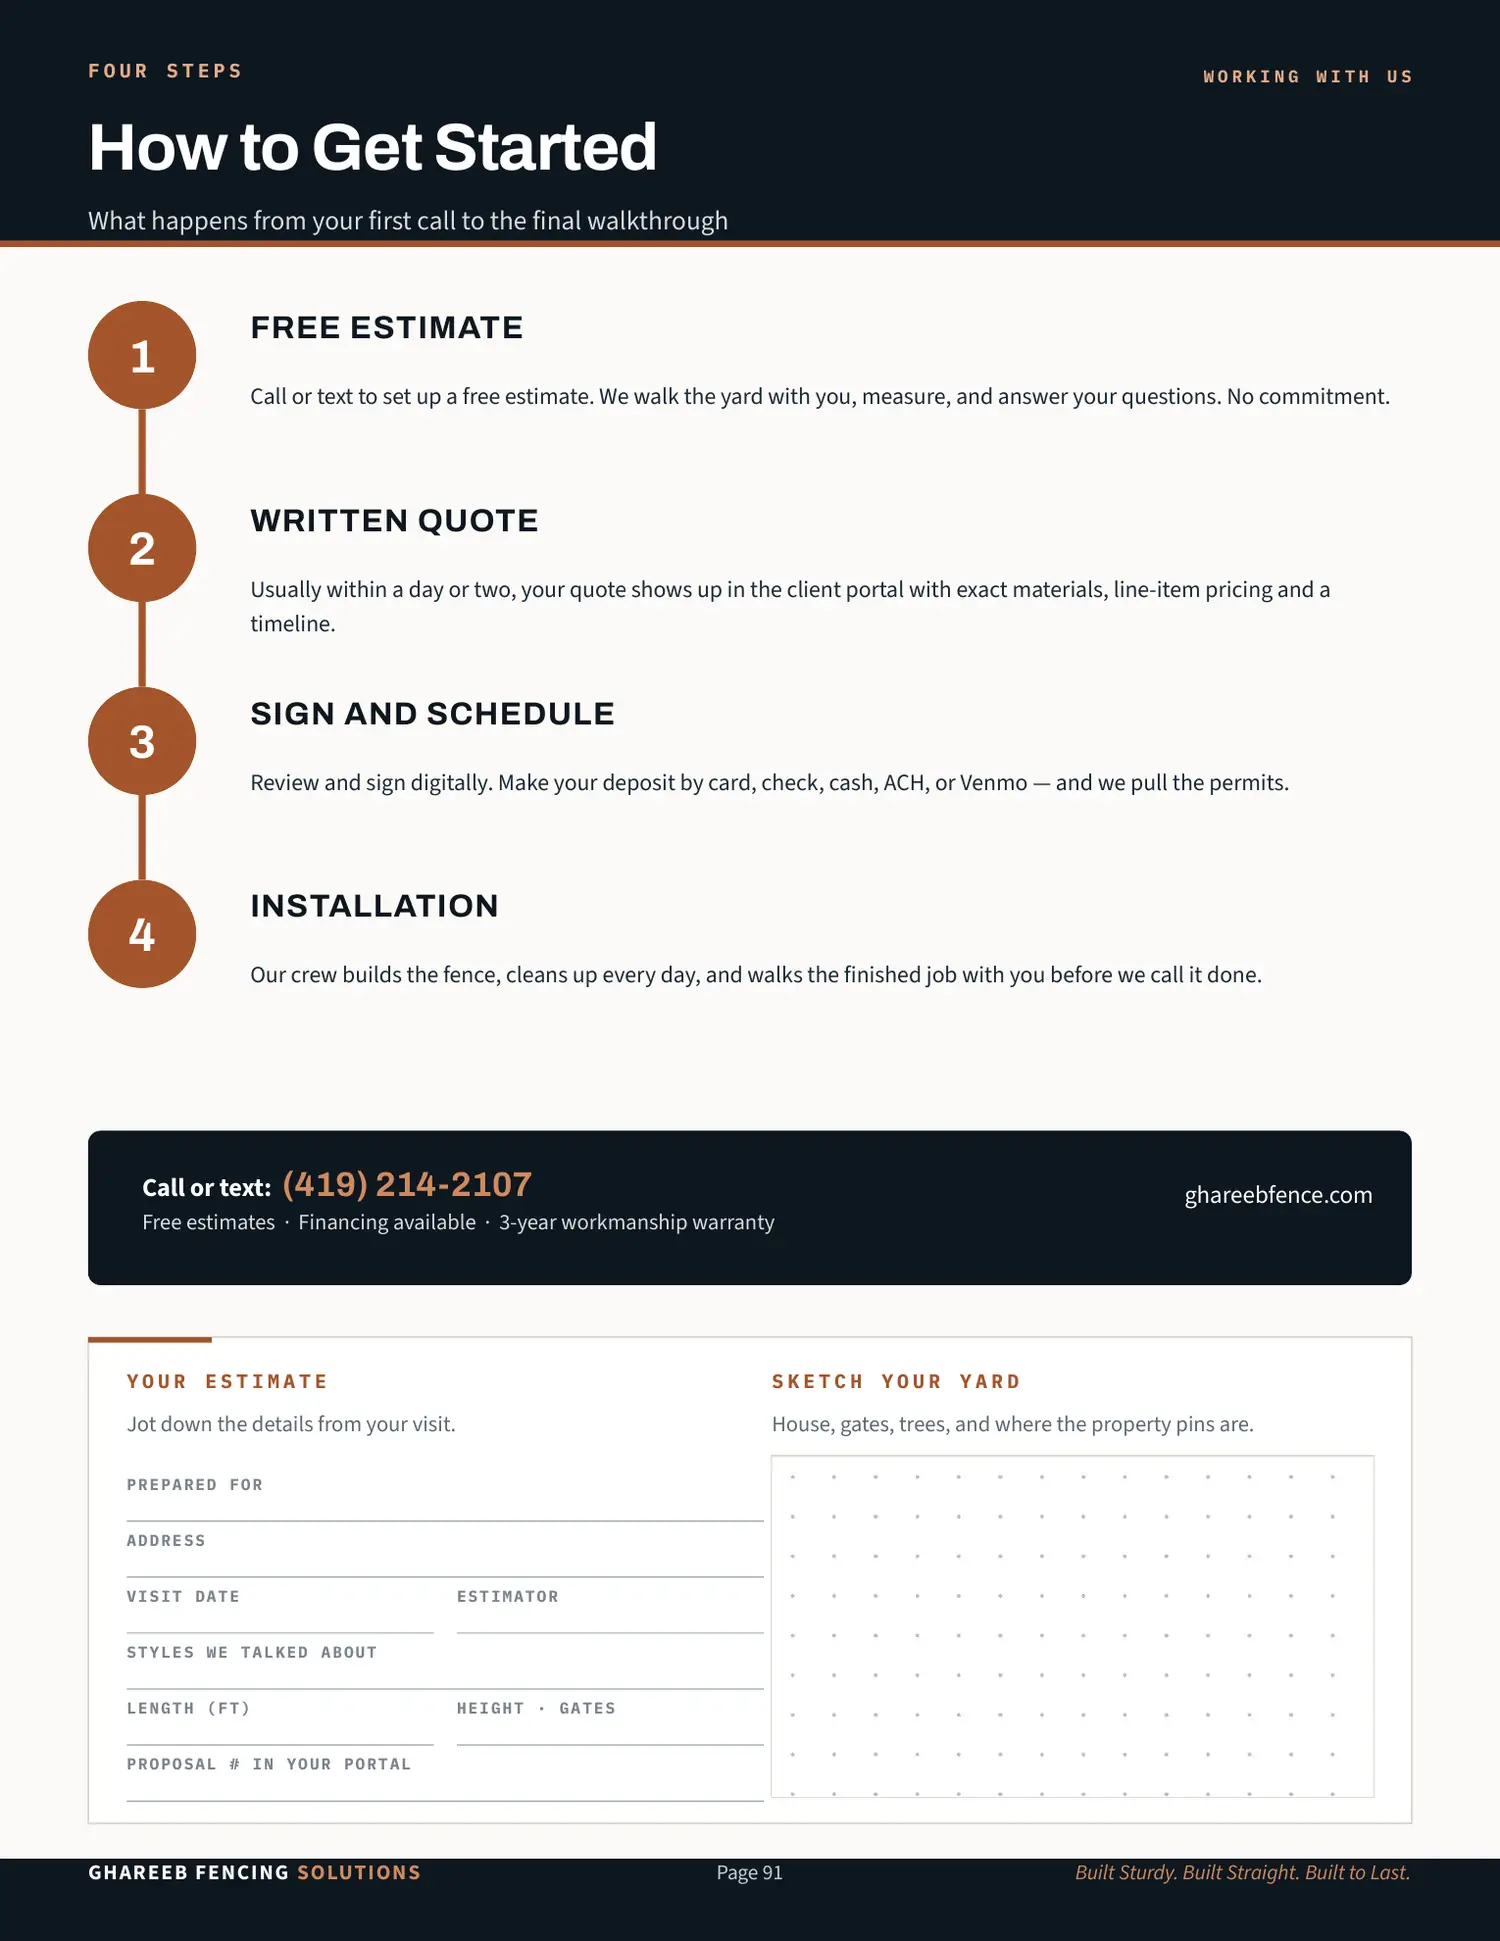 FOUR STEPS
WORKING WITH US
How to Get Started
What happens from your first call to the final walkthrough
1
FREE ESTIMATE
Call or text to set up a free estimate. We walk the yard with you, measure, and answer your questions. No commitment.
2
WRITTEN QUOTE
Usually within a day or two, your quote shows up in the client portal with exact materials, line-item pricing and a
timeline.
3
SIGN AND SCHEDULE
Review and sign digitally. Make your deposit by card, check, cash, ACH, or Venmo — and we pull the permits.
4
INSTALLATION
Our crew builds the fence, cleans up every day, and walks the finished job with you before we call it done.
Call or text: (419) 214-2107
Free estimates · Financing available · 3-year workmanship warranty
ghareebfence.com
YOUR ESTIMATE
Jot down the details from your visit.
PREPARED FOR
ADDRESS
VISIT DATE
ESTIMATOR
STYLES WE TALKED ABOUT
LENGTH (FT)
HEIGHT · GATES
PROPOSAL # IN YOUR PORTAL
SKETCH YOUR YARD
House, gates, trees, and where the property pins are.
GHAREEB FENCING SOLUTIONS
Page 91
Built Sturdy. Built Straight. Built to Last.